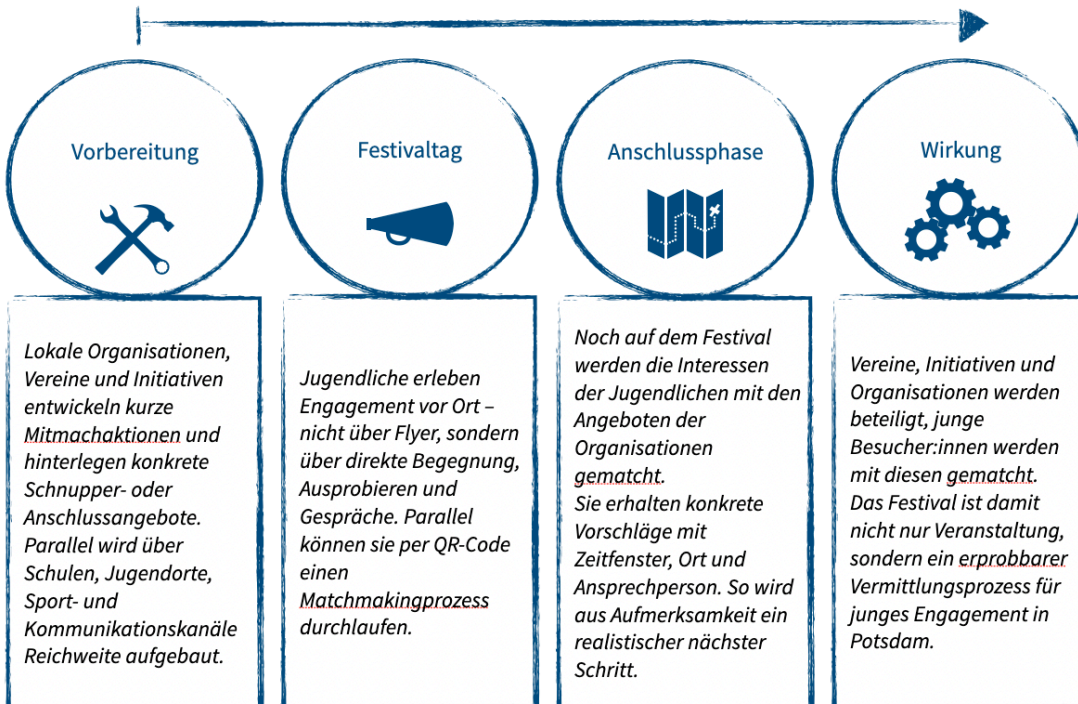 Vorbereitung
Lokale Organisationen,
Vereine und Initiativen
entwickeln kurze
Mitmachaktionen und
hinterlegen konkrete
Schnupper- oder
Anschlussangebote.
Parallel wird über
Schulen, Jugendorte,
Sport- und
Kommunikationskanäle
Reichweite aufgebaut.
Festivaltag
Jugendliche erleben
Engagement vor Ort –
nicht über Flyer, sondern
über direkte Begegnung,
Ausprobieren und
Gespräche. Parallel
können sie per QR-Code
einen
Matchmakingprozess
durchlaufen.
Anschlussphase
Noch auf dem Festival
werden die Interessen
der Jugendlichen mit den
Angeboten der
Organisationen
gematcht.
Sie erhalten konkrete
Vorschläge mit
Zeitfenster, Ort und
Ansprechperson. So wird
aus Aufmerksamkeit ein
realistischer nächster
Schritt.
Wirkung
Vereine, Initiativen und
Organisationen werden
beteiligt, junge
Besucher:innen werden
mit diesen gematcht.
Das Festival ist damit
nicht nur Veranstaltung,
sondern ein erprobbarer
Vermittlungsprozess für
junges Engagement in
Potsdam.